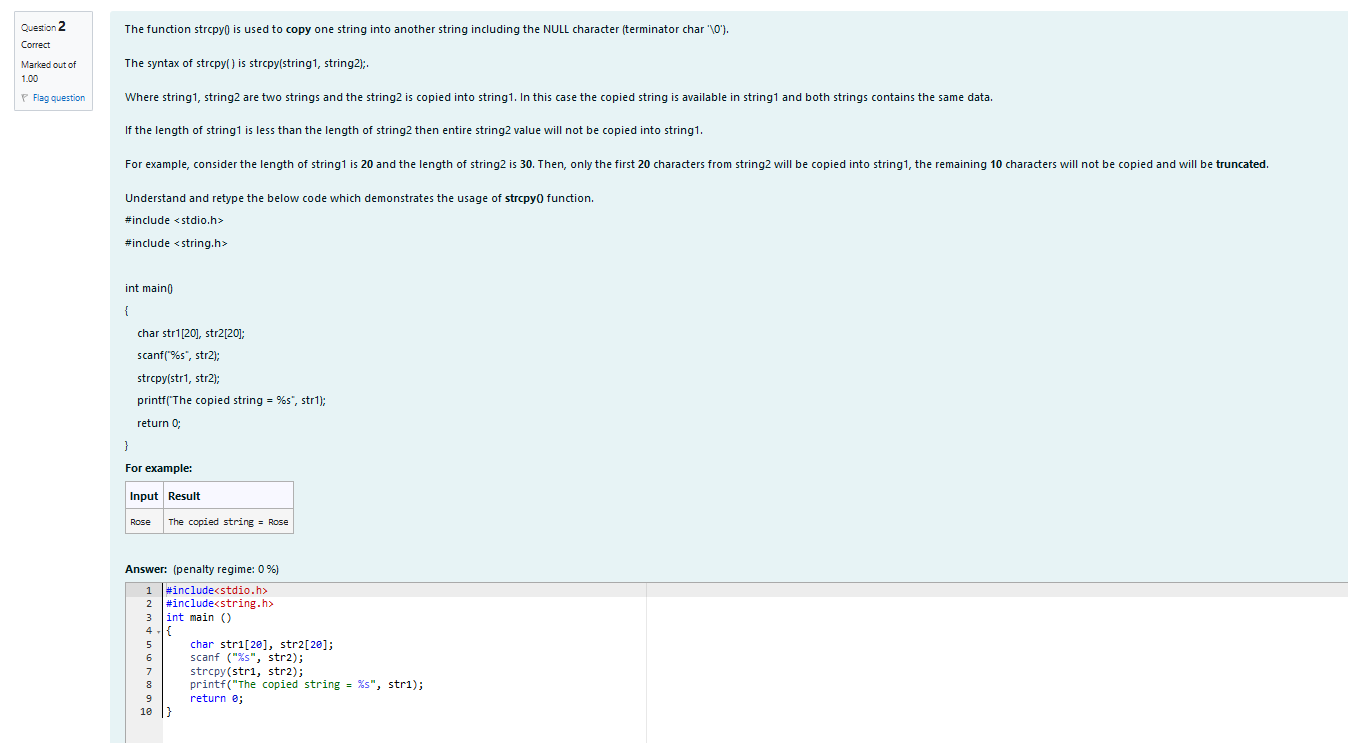 Question 2
Correct
Marked out of
1.00
Flag question
The function strcpy() is used to copy one string into another string including the NULL character (terminator char '\0').
The syntax of strcpy( ) is strcpy(string1, string2);.
Where string1, string2 are two strings and the string2 is copied into string1. In this case the copied string is available in string1 and both strings contains the same data.
If the length of string1 is less than the length of string2 then entire string2 value will not be copied into string1.
For example, consider the length of string1 is 20 and the length of string2 is 30. Then, only the first 20 characters from string2 will be copied into string1, the remaining 10 characters will not be copied and will be truncated.
Understand and retype the below code which demonstrates the usage of strcpy() function.
#include <stdio.h>
#include <string.h>
int main()
{
char str1[20], str2[20];
scanf("%s", str2);
strcpy(str1, str2);
printf("The copied string = %s", str1);
return 0;
}
For example:
Input Result
Rose The copied string = Rose
Answer: (penalty regime: 0 %)
1 #include<stdio.h>
2 #include<string.h>
3 int main ()
4 {
5 char str1[20], str2[20];
6 scanf ("%s", str2);
7 strcpy(str1, str2);
8 printf("The copied string = %s", str1);
9 return 0;
10 }